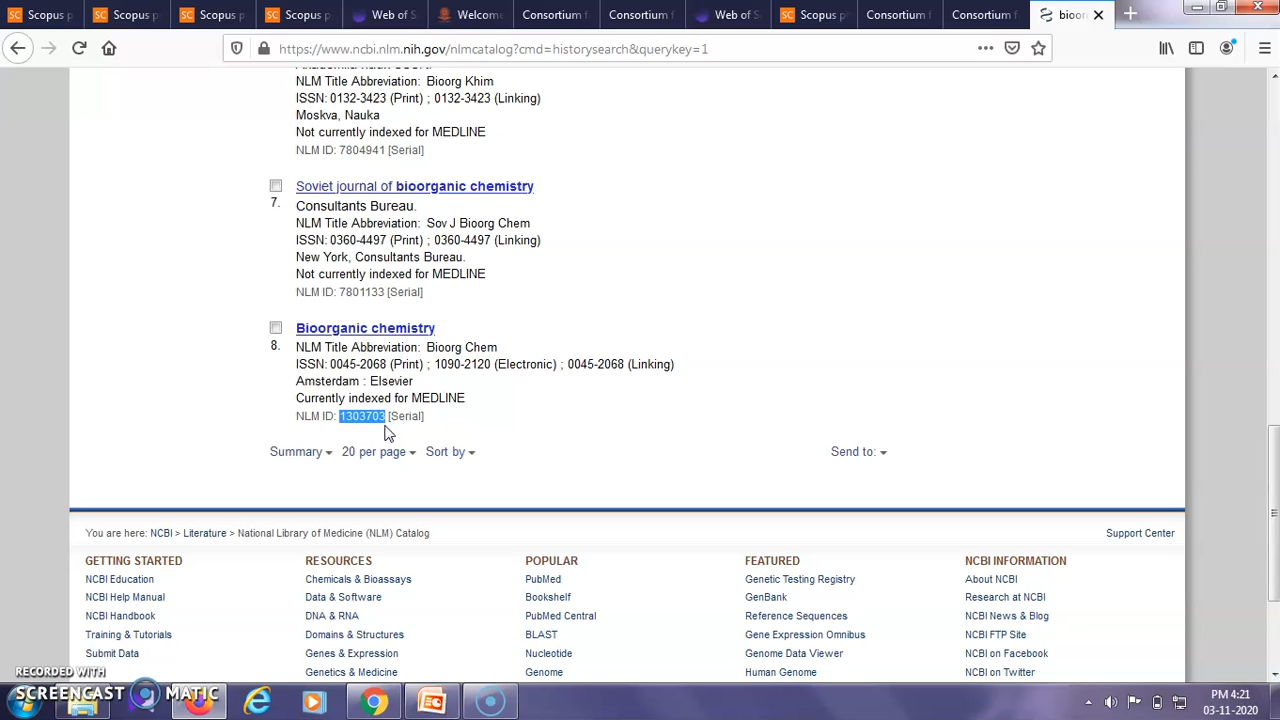 SC Scopus p
SC Scopus p
SC Scopus p
SC Scopus p
Web of S
Welcome
Consortium f
Consortium f
Web of S
SC Scopus p
Consortium f
Consortium f
bioor
https://www.ncbi.nlm.nih.gov/nlmcatalog?cmd=historysearch&querykey=1
NLM Title Abbreviation: Bioorg Khim
ISSN: 0132-3423 (Print) ; 0132-3423 (Linking)
Moskva, Nauka
Not currently indexed for MEDLINE
NLM ID: 7804941 [Serial]
Soviet journal of bioorganic chemistry
7. Consultants Bureau.
NLM Title Abbreviation: Sov J Bioorg Chem
ISSN: 0360-4497 (Print) ; 0360-4497 (Linking)
New York, Consultants Bureau.
Not currently indexed for MEDLINE
NLM ID: 7801133 [Serial]
Bioorganic chemistry
8. NLM Title Abbreviation: Bioorg Chem
ISSN: 0045-2068 (Print) ; 1090-2120 (Electronic) ; 0045-2068 (Linking)
Amsterdam : Elsevier
Currently indexed for MEDLINE
NLM ID: 1303703 [Serial]
Summary 20 per page Sort by Send to:
You are here: NCBI > Literature > National Library of Medicine (NLM) Catalog Support Center
GETTING STARTED
NCBI Education
NCBI Help Manual
NCBI Handbook
Training & Tutorials
Submit Data
RESOURCES
Chemicals & Bioassays
Data & Software
DNA & RNA
Domains & Structures
Genes & Expression
Genetics & Medicine
POPULAR
PubMed
Bookshelf
PubMed Central
BLAST
Nucleotide
Genome
FEATURED
Genetic Testing Registry
GenBank
Reference Sequences
Gene Expression Omnibus
Genome Data Viewer
Human Genome
NCBI INFORMATION
About NCBI
Research at NCBI
NCBI News & Blog
NCBI FTP Site
NCBI on Facebook
NCBI on Twitter
RECORDED WITH
SCREENCAST MATIC
PM 4:21
03-11-2020